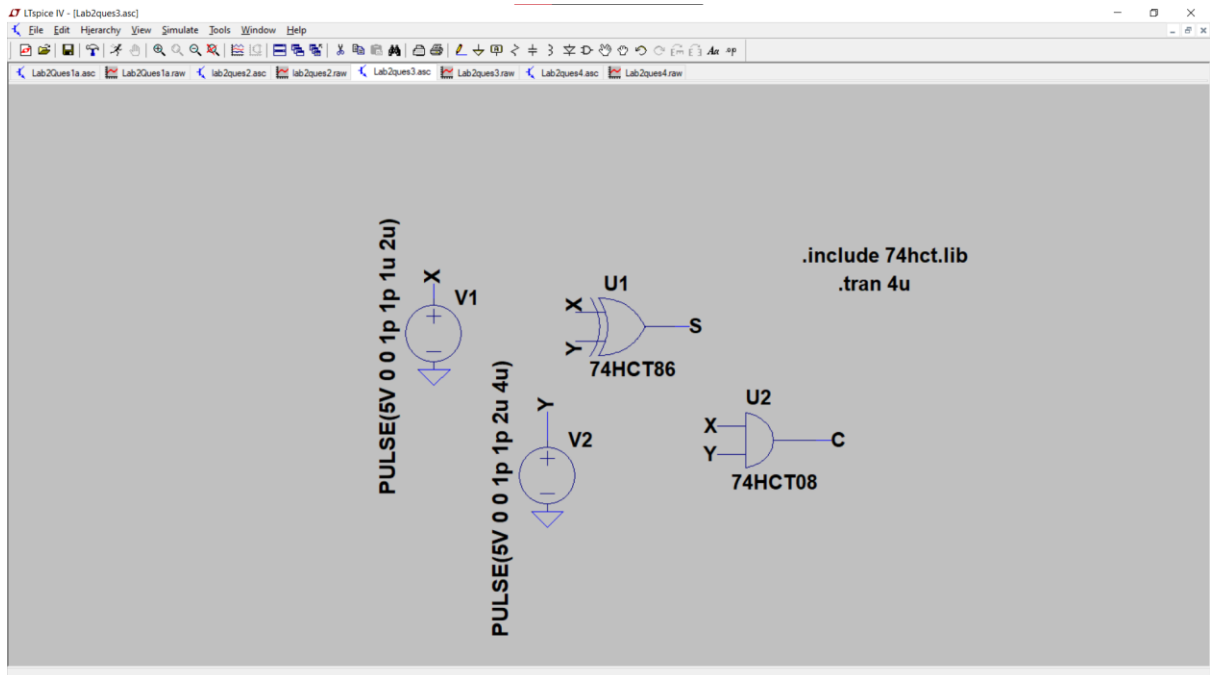 LTspice IV - [Lab2ques3.asc]
File Edit Hierarchy View Simulate Tools Window Help
Lab2Ques1a.asc Lab2Ques1a.raw lab2ques2.asc lab2ques2.raw Lab2ques3.asc Lab2ques3.raw Lab2ques4.asc Lab2ques4.raw
PULSE(5V 0 0 1p 1p 1u 2u)
X
V1
PULSE(5V 0 0 1p 1p 2u 4u)
Y
V2
U1
X
Y
S
74HCT86
.include 74hct.lib
.tran 4u
U2
X
Y
C
74HCT08